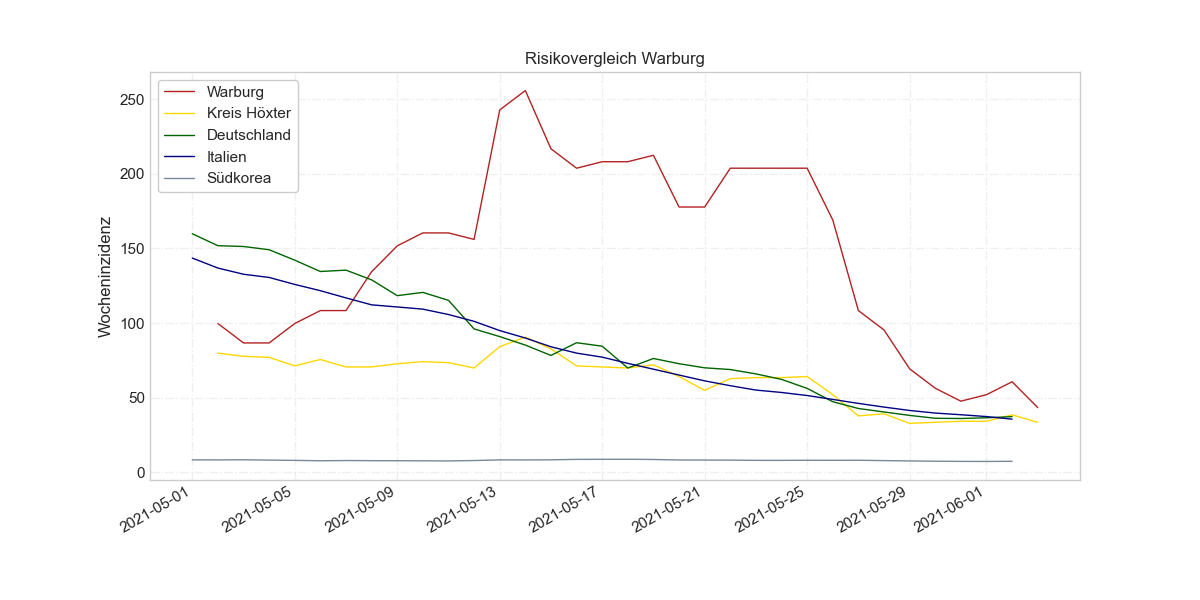 Risikovergleich Warburg
Warburg
Kreis Höxter
Deutschland
Italien
Südkorea
Wocheninzidenz
250
200
150
100
50
0
2021-05-01
2021-05-05
2021-05-09
2021-05-13
2021-05-17
2021-05-21
2021-05-25
2021-05-29
2021-06-01